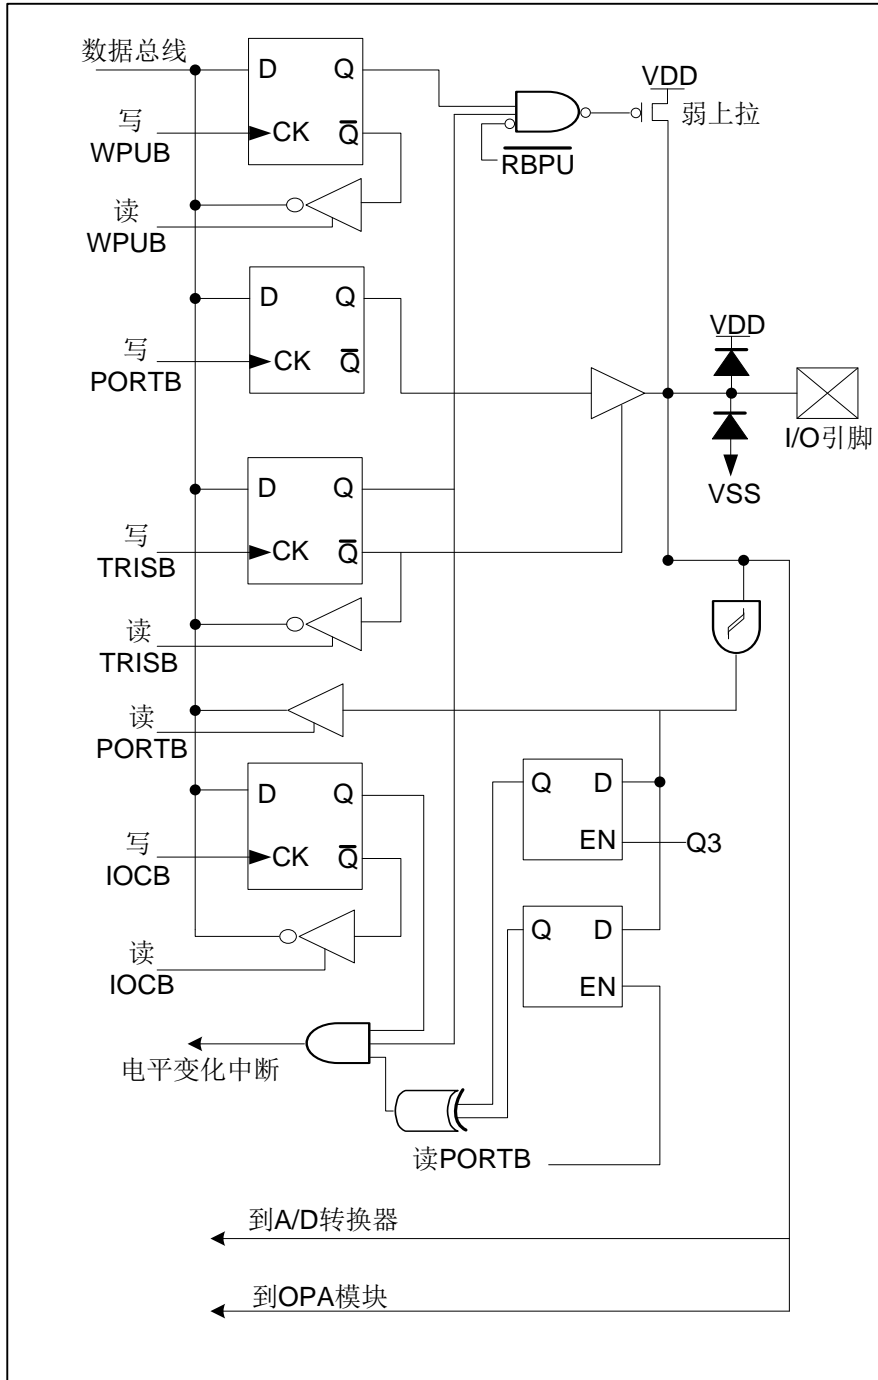 数据总线
D Q
VDD
写
WPUB
CK Q̅
弱上拉
R̅B̅P̅U̅
读
WPUB
D Q
写
PORTB
CK Q̅
VDD
I/O引脚
VSS
D Q
写
TRISB
CK Q̅
读
TRISB
读
PORTB
D Q
Q D
写
IOCB
CK Q̅
EN
Q3
读
IOCB
Q D
EN
电平变化中断
读PORTB
到A/D转换器
到OPA模块